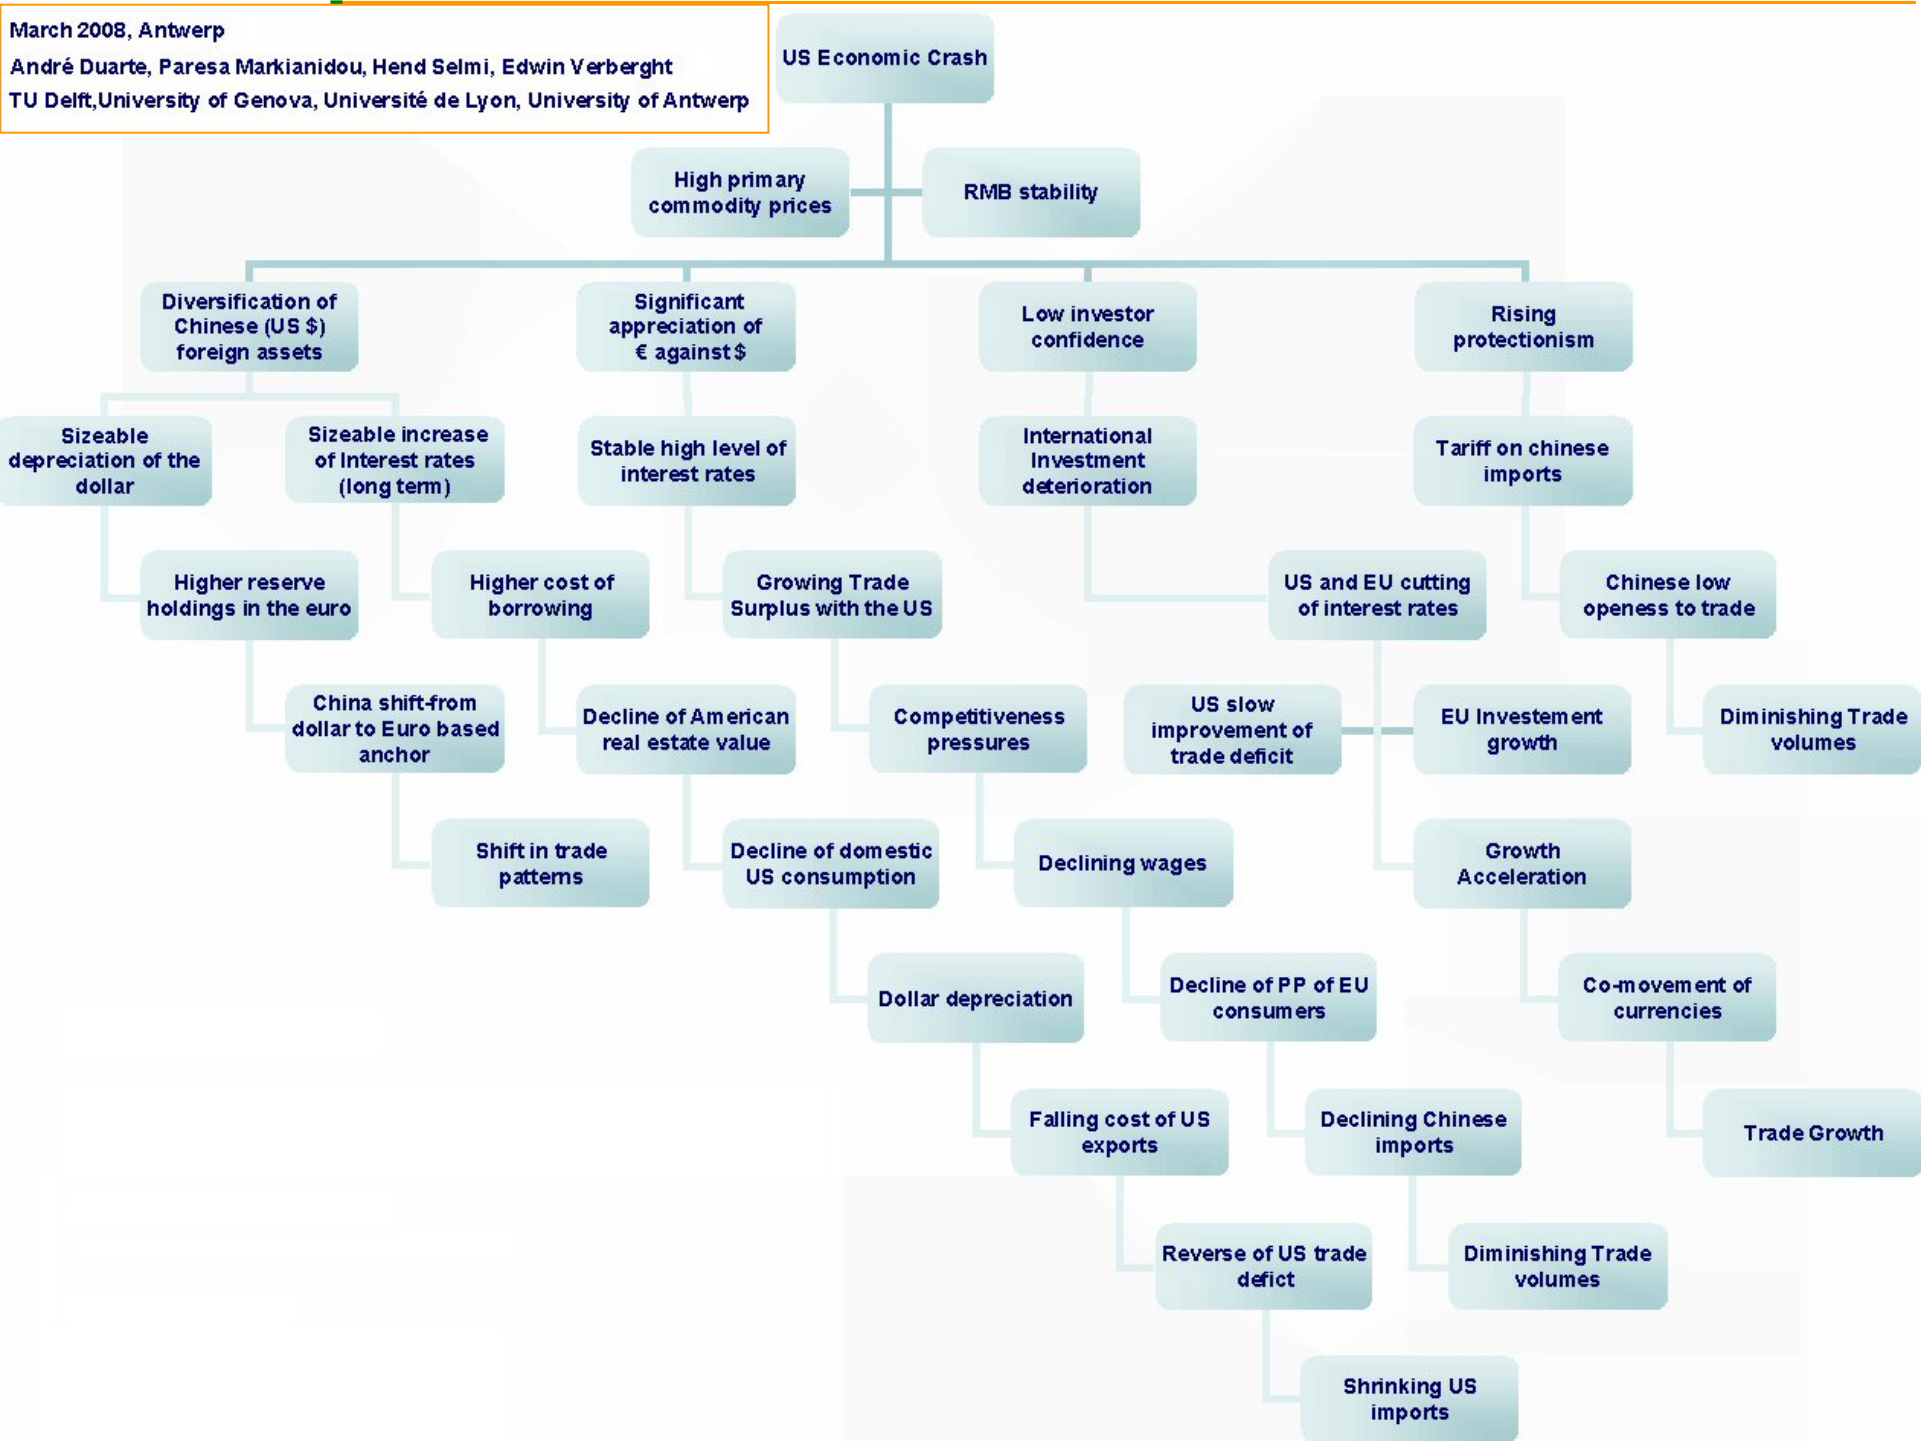 March 2008, Antwerp
André Duarte, Paresa Markianidou, Hend Selmi, Edwin Verberght
TU Delft,University of Genova, Université de Lyon, University of Antwerp
US Economic Crash
High primary
commodity prices
RMB stability
Diversification of
Chinese (US $)
foreign assets
Significant
appreciation of
€ against $
Low investor
confidence
Rising
protectionism
Sizeable
depreciation of the
dollar
Sizeable increase
of Interest rates
(long term)
Stable high level of
interest rates
International
Investment
deterioration
Tariff on chinese
imports
Higher reserve
holdings in the euro
Higher cost of
borrowing
Growing Trade
Surplus with the US
US and EU cutting
of interest rates
Chinese low
openess to trade
China shift-from
dollar to Euro based
anchor
Decline of American
real estate value
Competitiveness
pressures
US slow
improvement of
trade deficit
EU Investement
growth
Diminishing Trade
volumes
Shift in trade
patterns
Decline of domestic
US consumption
Declining wages
Growth
Acceleration
Dollar depreciation
Decline of PP of EU
consumers
Co-movement of
currencies
Falling cost of US
exports
Declining Chinese
imports
Trade Growth
Reverse of US trade
defict
Diminishing Trade
volumes
Shrinking US
imports